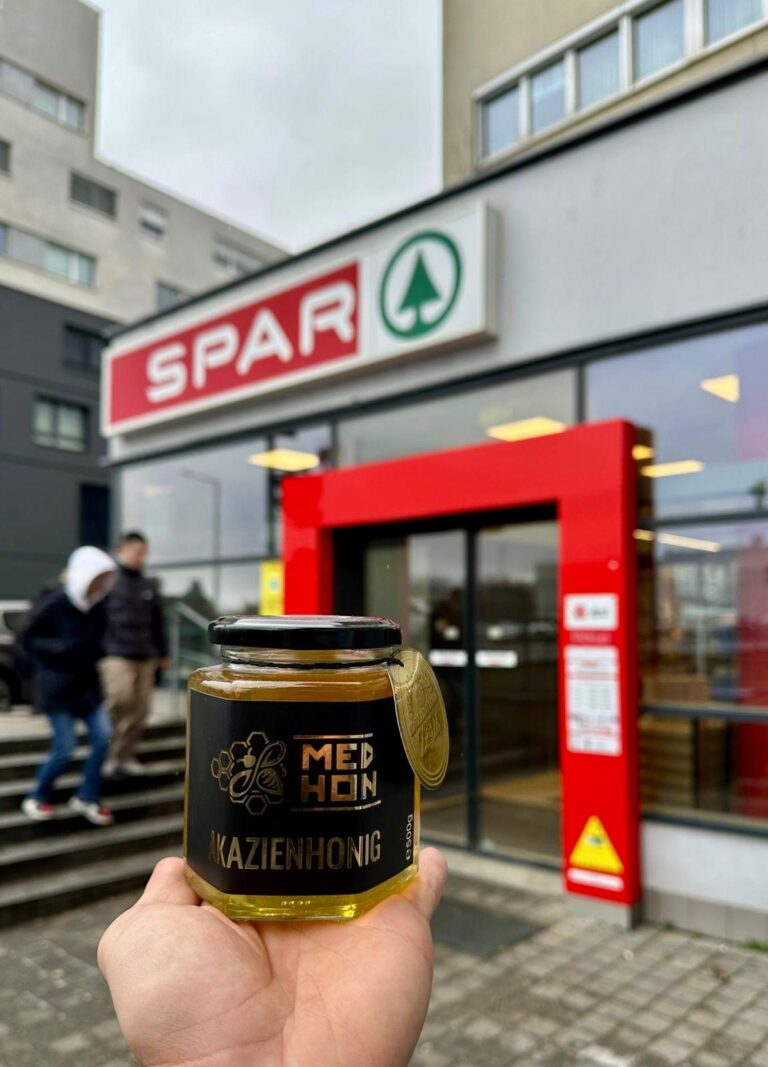 SPAR
MED
HON
AKAZIENHONIG
e 500g